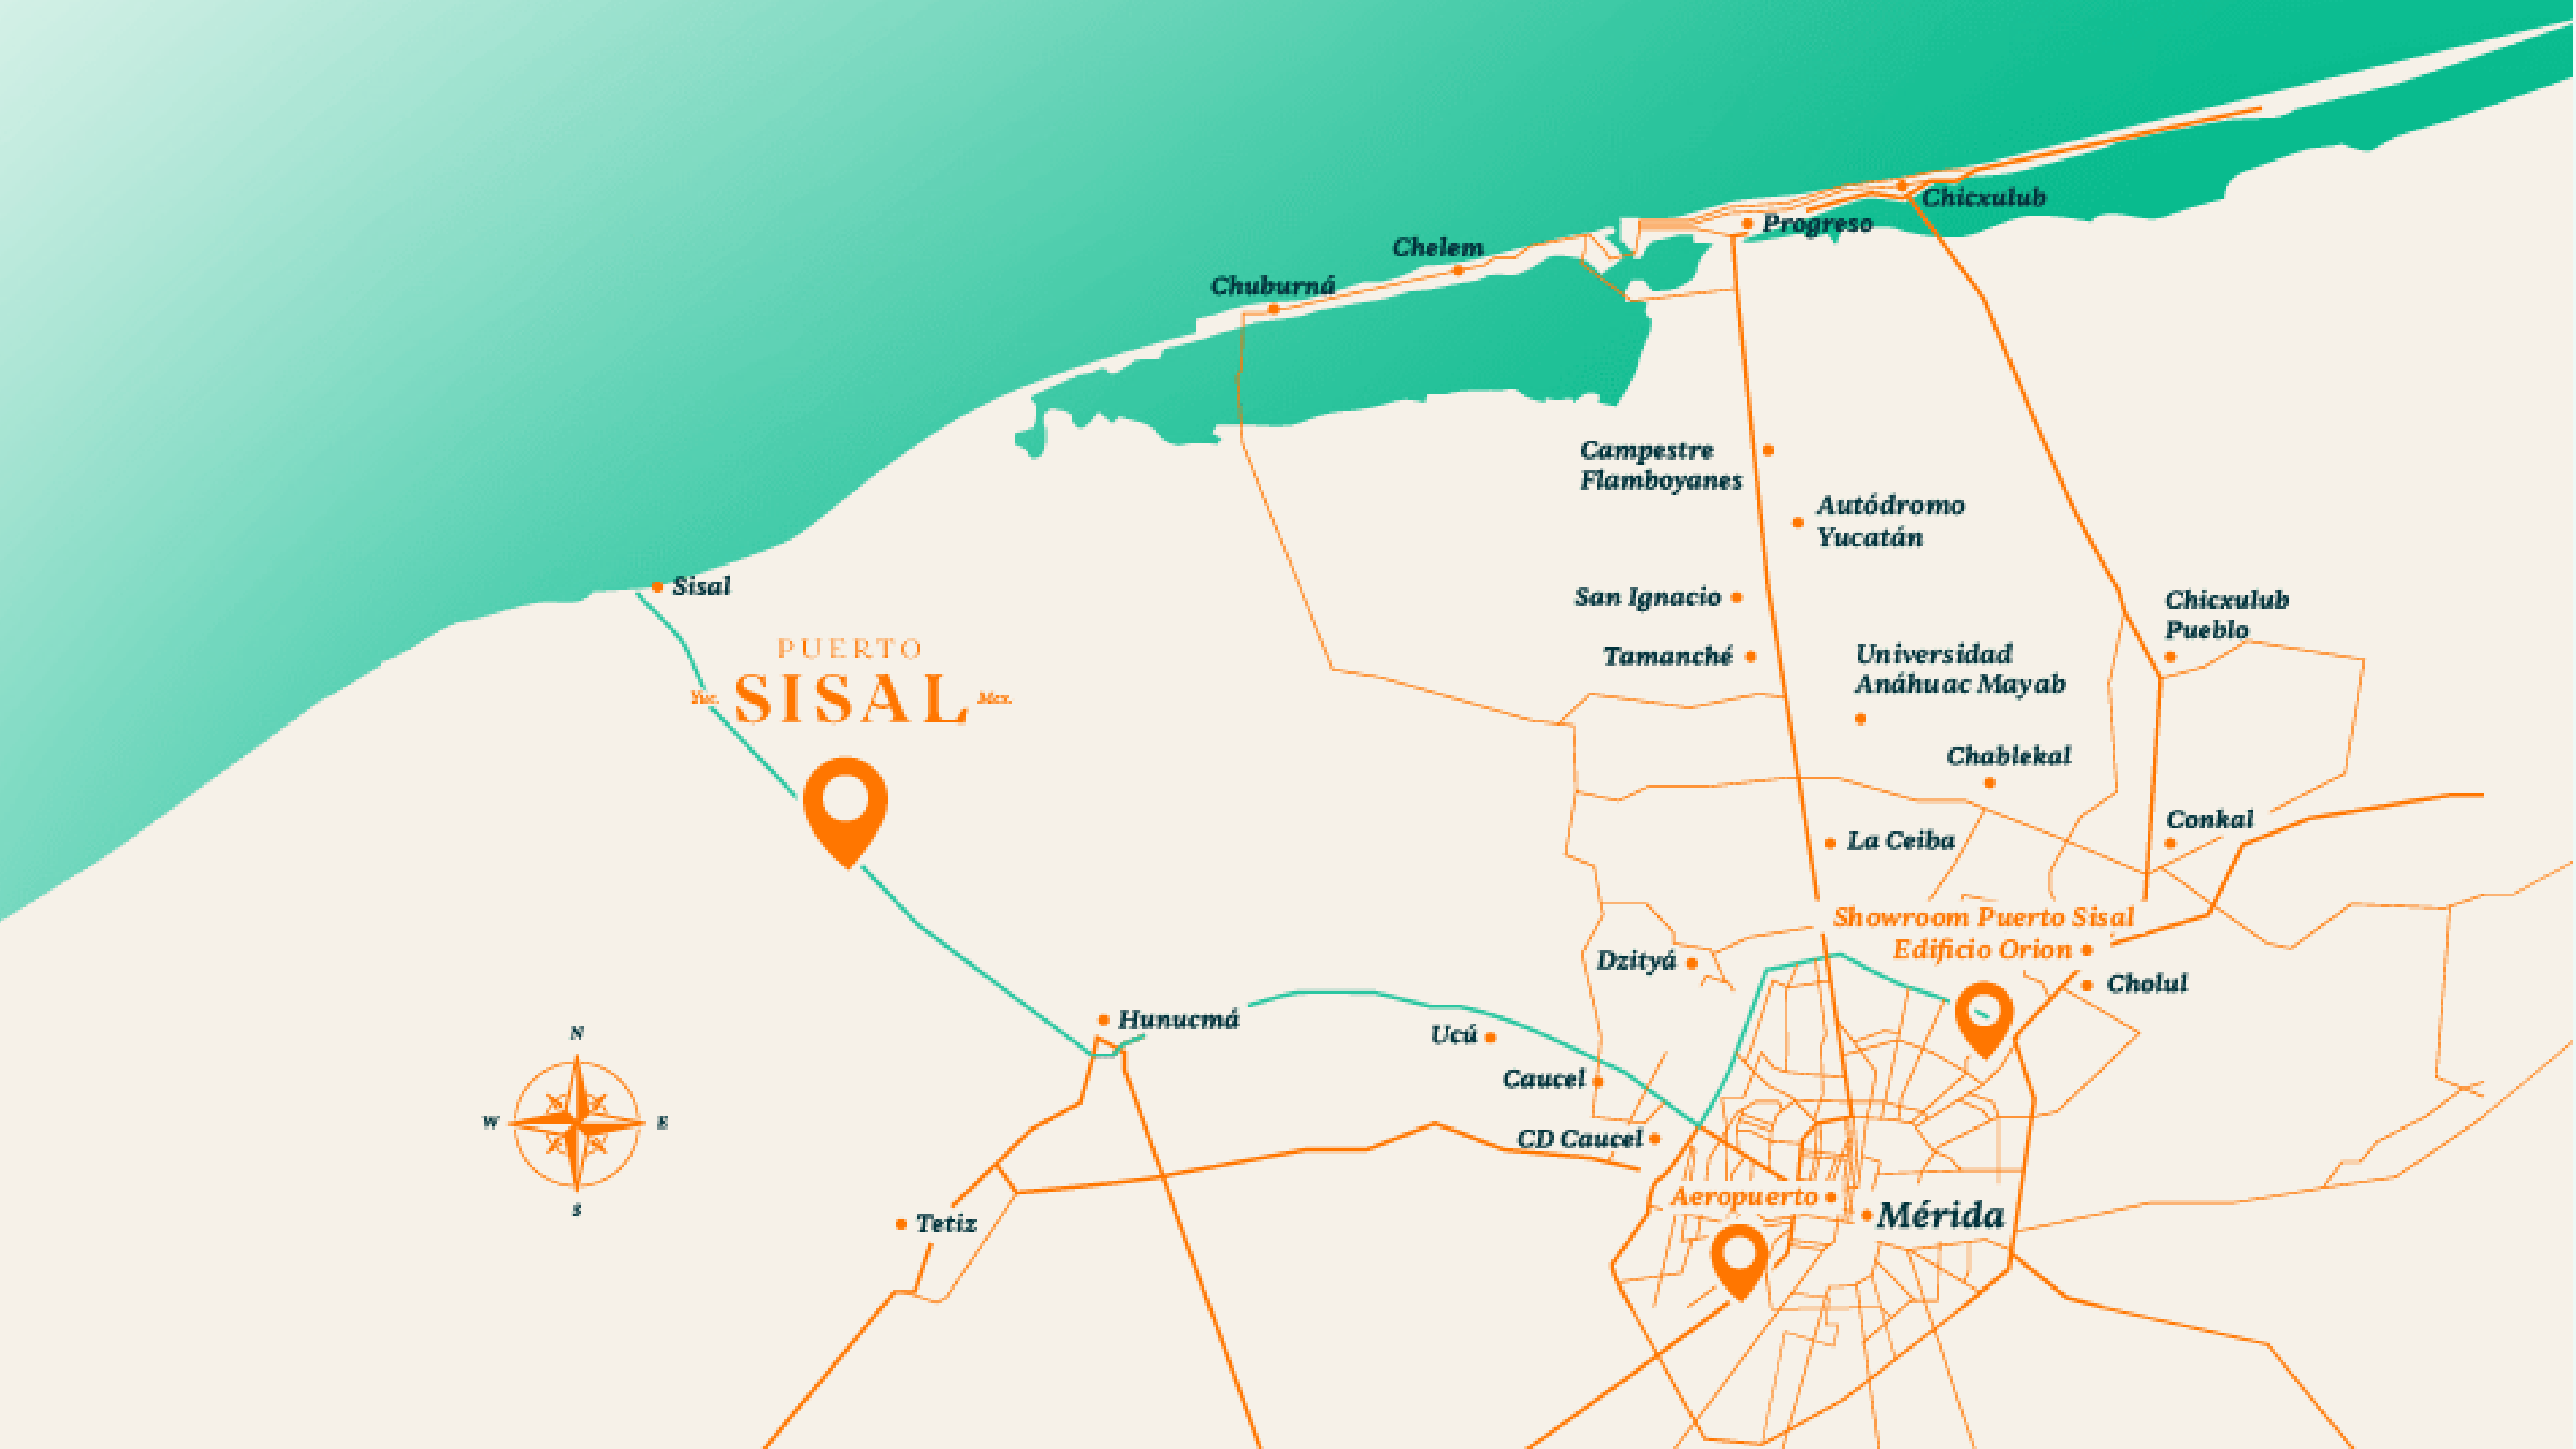 Chicxulub
Progreso
Chelem
Chuburná
Campestre
Flamboyanes
Autódromo
Yucatán
Sisal
San Ignacio
Chicxulub
Pueblo
PUERTO
Yuc. SISAL Mex.
Tamanché
Universidad
Anáhuac Mayab
Chablekal
Conkal
La Ceiba
Showroom Puerto Sisal
Edificio Orion
Dzityá
Cholul
Hunucmá
Ucú
N
Caucel
W E
CD Caucel
S
Aeropuerto
Mérida
Tetiz